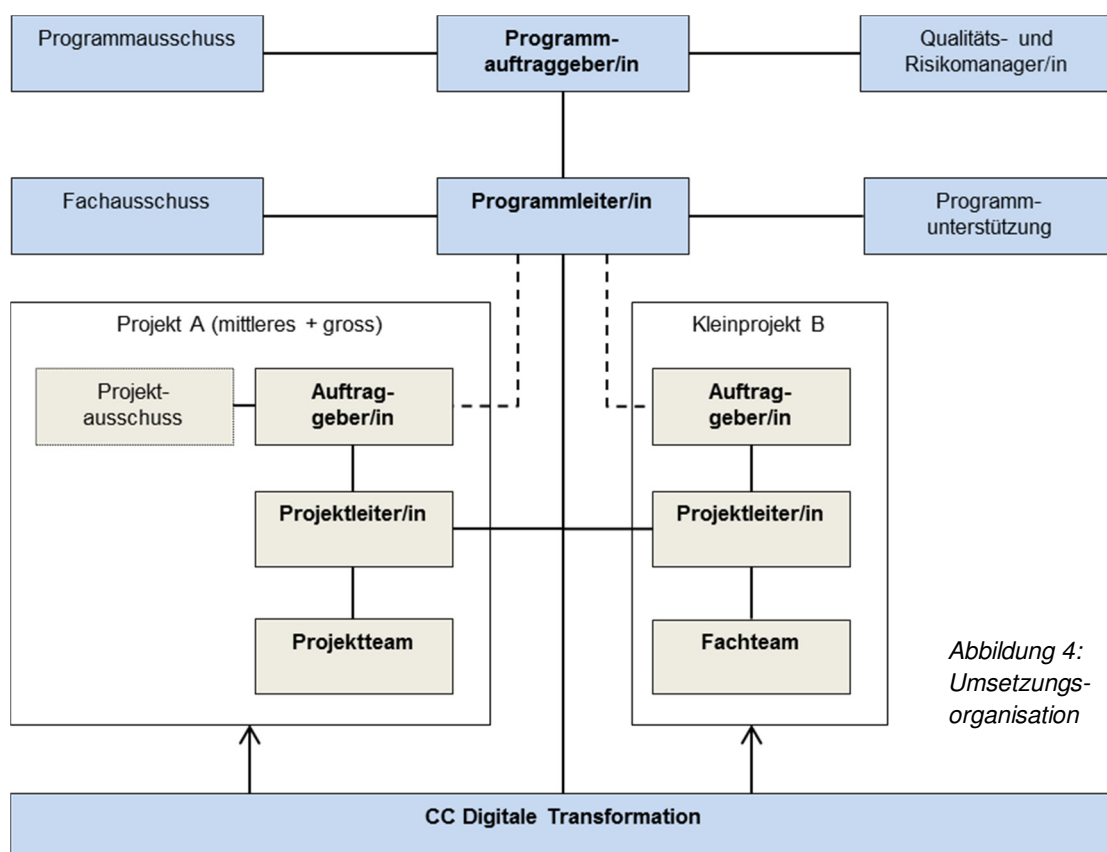 Programmausschuss
Programm-
auftraggeber/in
Qualitäts- und
Risikomanager/in
Fachausschuss
Programmleiter/in
Programm-
unterstützung
Projekt A (mittleres + gross)
Projekt-
ausschuss
Auftrag-
geber/in
Projektleiter/in
Projektteam
Kleinprojekt B
Auftrag-
geber/in
Projektleiter/in
Fachteam
Abbildung 4:
Umsetzungs-
organisation
CC Digitale Transformation